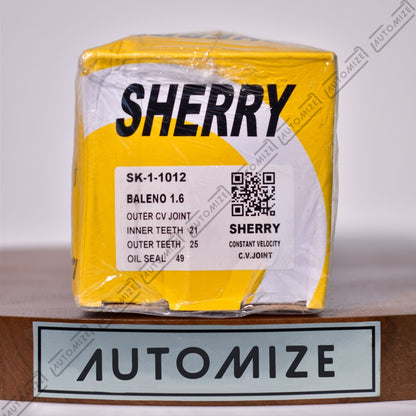 SHERRY
SK-1-1012
BALENO 1.6
OUTER CV JOINT
INNER TEETH 21
OUTER TEETH 25
OIL SEAL 49
SHERRY
CONSTANT VELOCITY
C.V.JOINT
AUTOMIZE